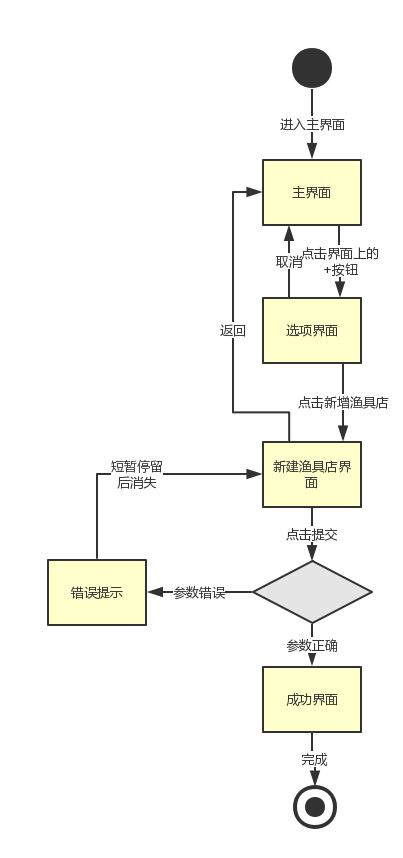 进入主界面
主界面
取消
点击界面上的
+按钮
返回
选项界面
点击新增渔具店
短暂停留
后消失
新建渔具店界
面
点击提交
错误提示
参数错误
参数正确
成功界面
完成